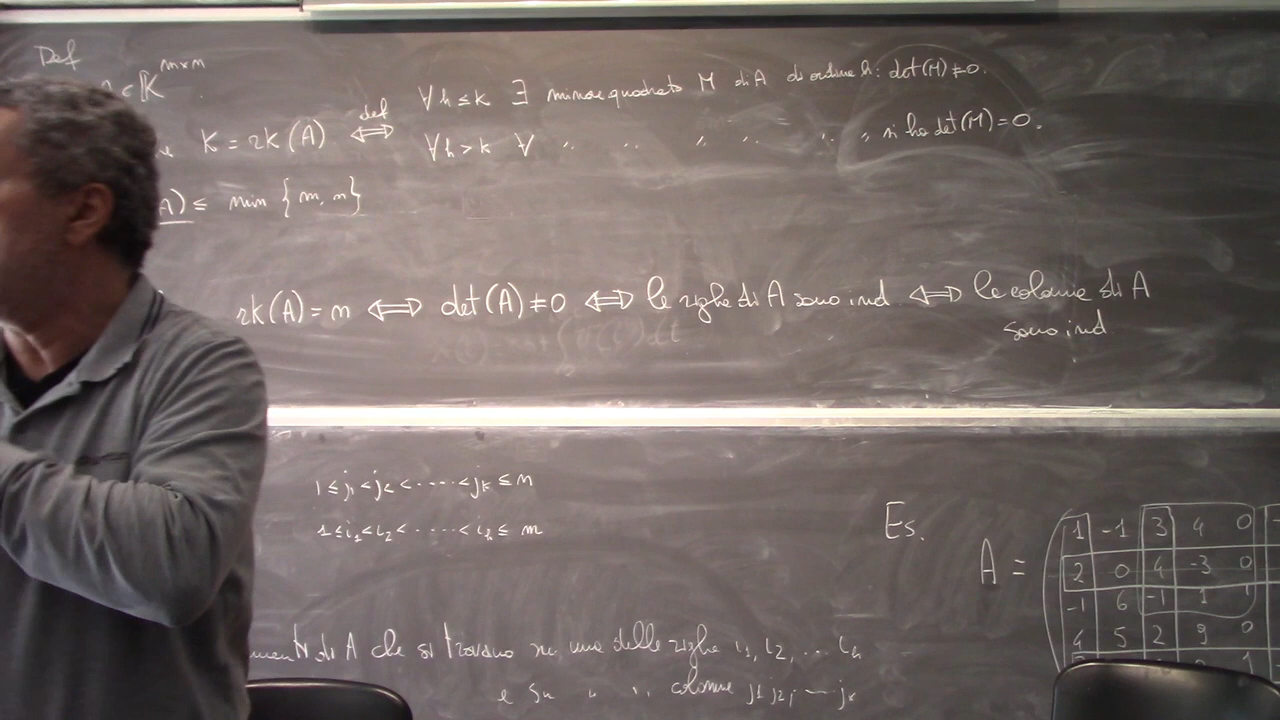 Def
∈ 𝕂^{m×n}
K = rk(A) ⟺ def ∀h ≤ k ∃ minore quadrato M di A di ordine h: det(M) ≠ 0.
∀h > k ∀ " " " " " " si ha det(M) = 0.
A) ≤ min {m, n}
rk(A) = n ⟺ det(A) ≠ 0 ⟺ le righe di A sono ind. ⟺ le colonne di A
sono ind
1 ≤ j₁ < j₂ < ····· < jₖ ≤ n
1 ≤ i₁ < i₂ < ····· < iₕ ≤ m
Es.
A =
1 -1 3 4 0
2 0 4 -3 0
-1 6 -1 1 1
4 5 2 9 0
di A che si trovano su una delle righe i₁, i₂, ... iₕ
e su " " colonne j₁ j₂, ... jₖ